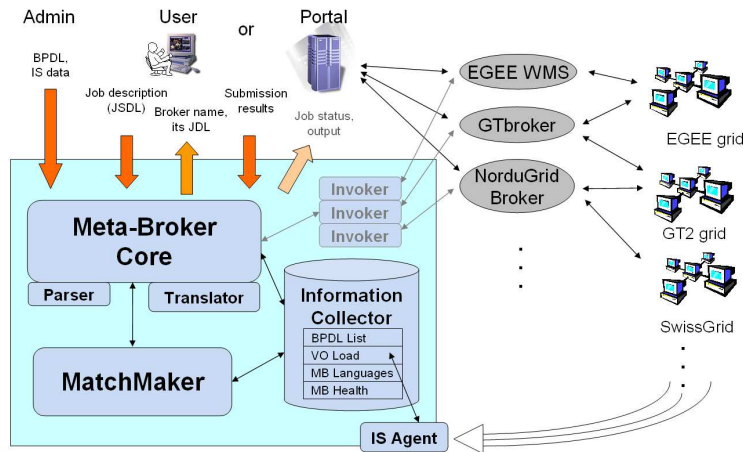 Admin
User
or
Portal
BPDL,
IS data
Job description
(JSDL)
Broker name,
its JDL
Submission
results
Job status,
output
EGEE WMS
GTbroker
NorduGrid
Broker
EGEE grid
GT2 grid
SwissGrid
Invoker
Invoker
Invoker
Meta-Broker
Core
Parser
Translator
Information
Collector
BPDL List
VO Load
MB Languages
MB Health
MatchMaker
IS Agent